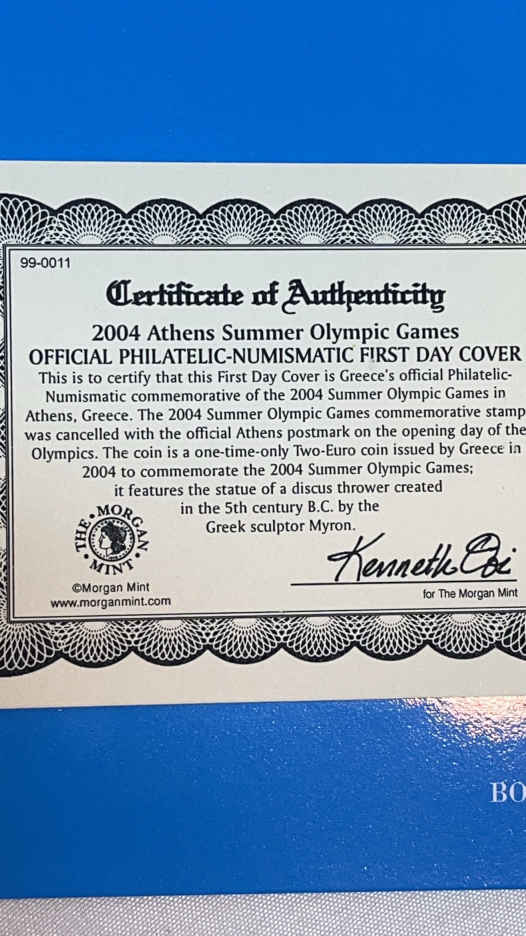 99-0011
Certificate of Authenticity
2004 Athens Summer Olympic Games
OFFICIAL PHILATELIC-NUMISMATIC FIRST DAY COVER
This is to certify that this First Day Cover is Greece's official Philatelic-
Numismatic commemorative of the 2004 Summer Olympic Games in
Athens, Greece. The 2004 Summer Olympic Games commemorative stamp
was cancelled with the official Athens postmark on the opening day of the
Olympics. The coin is a one-time-only Two-Euro coin issued by Greece in
2004 to commemorate the 2004 Summer Olympic Games;
it features the statue of a discus thrower created
in the 5th century B.C. by the
Greek sculptor Myron.
THE MORGAN MINT
©Morgan Mint
www.morganmint.com
Kenneth
for The Morgan Mint
BO